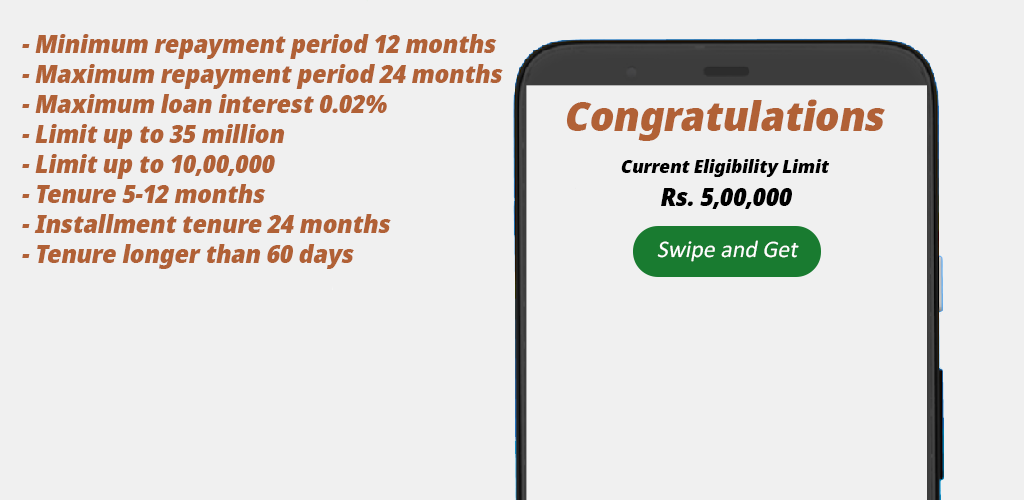 - Minimum repayment period 12 months
- Maximum repayment period 24 months
- Maximum loan interest 0.02%
- Limit up to 35 million
- Limit up to 10,00,000
- Tenure 5-12 months
- Installment tenure 24 months
- Tenure longer than 60 days
Congratulations
Current Eligibility Limit
Rs. 5,00,000
Swipe and Get